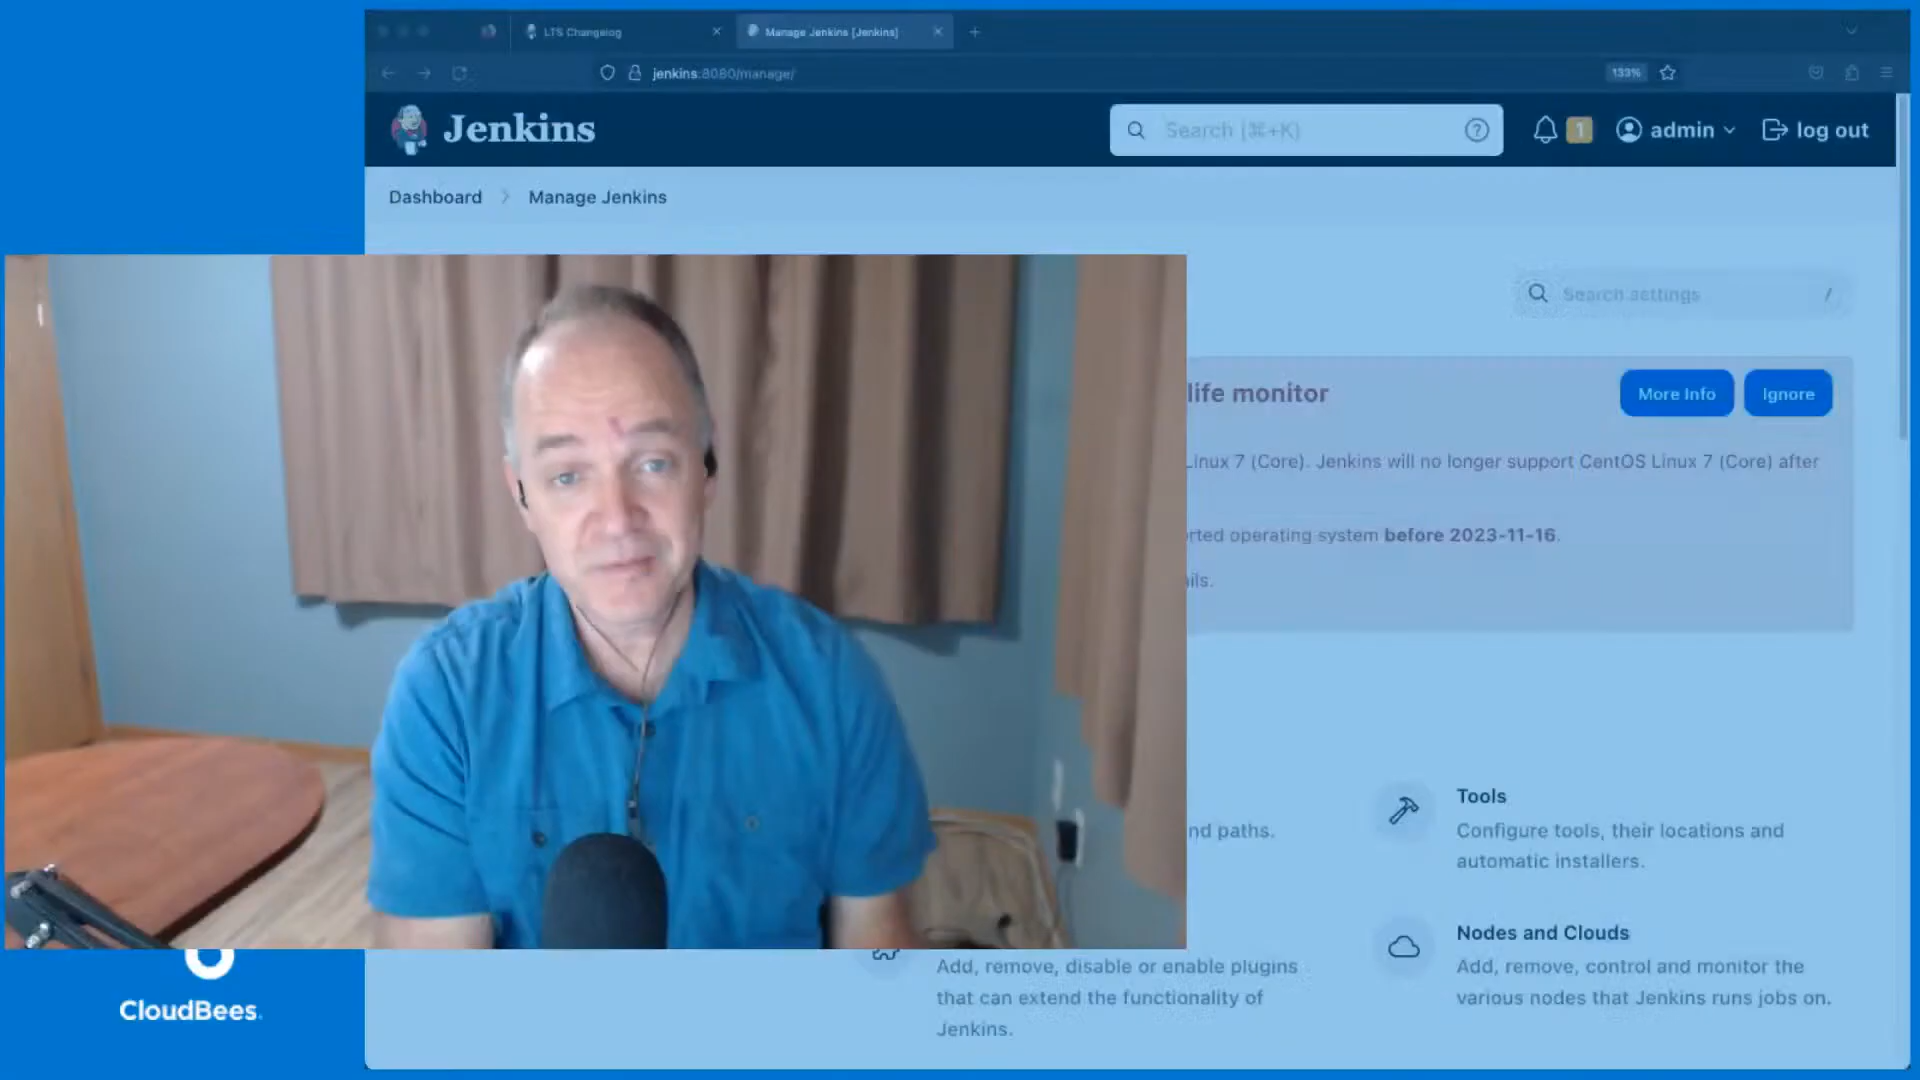 LTS Changelog
Manage Jenkins [Jenkins]
jenkins:8080/manage/
133%
Jenkins
Search (⌘+K)
?
1
admin
log out
Dashboard
Manage Jenkins
Search settings
/
life monitor
More Info
Ignore
Linux 7 (Core). Jenkins will no longer support CentOS Linux 7 (Core) after
rted operating system before 2023-11-16.
ils.
nd paths.
Tools
Configure tools, their locations and
automatic installers.
Add, remove, disable or enable plugins
that can extend the functionality of
Jenkins.
Nodes and Clouds
Add, remove, control and monitor the
various nodes that Jenkins runs jobs on.
CloudBees.